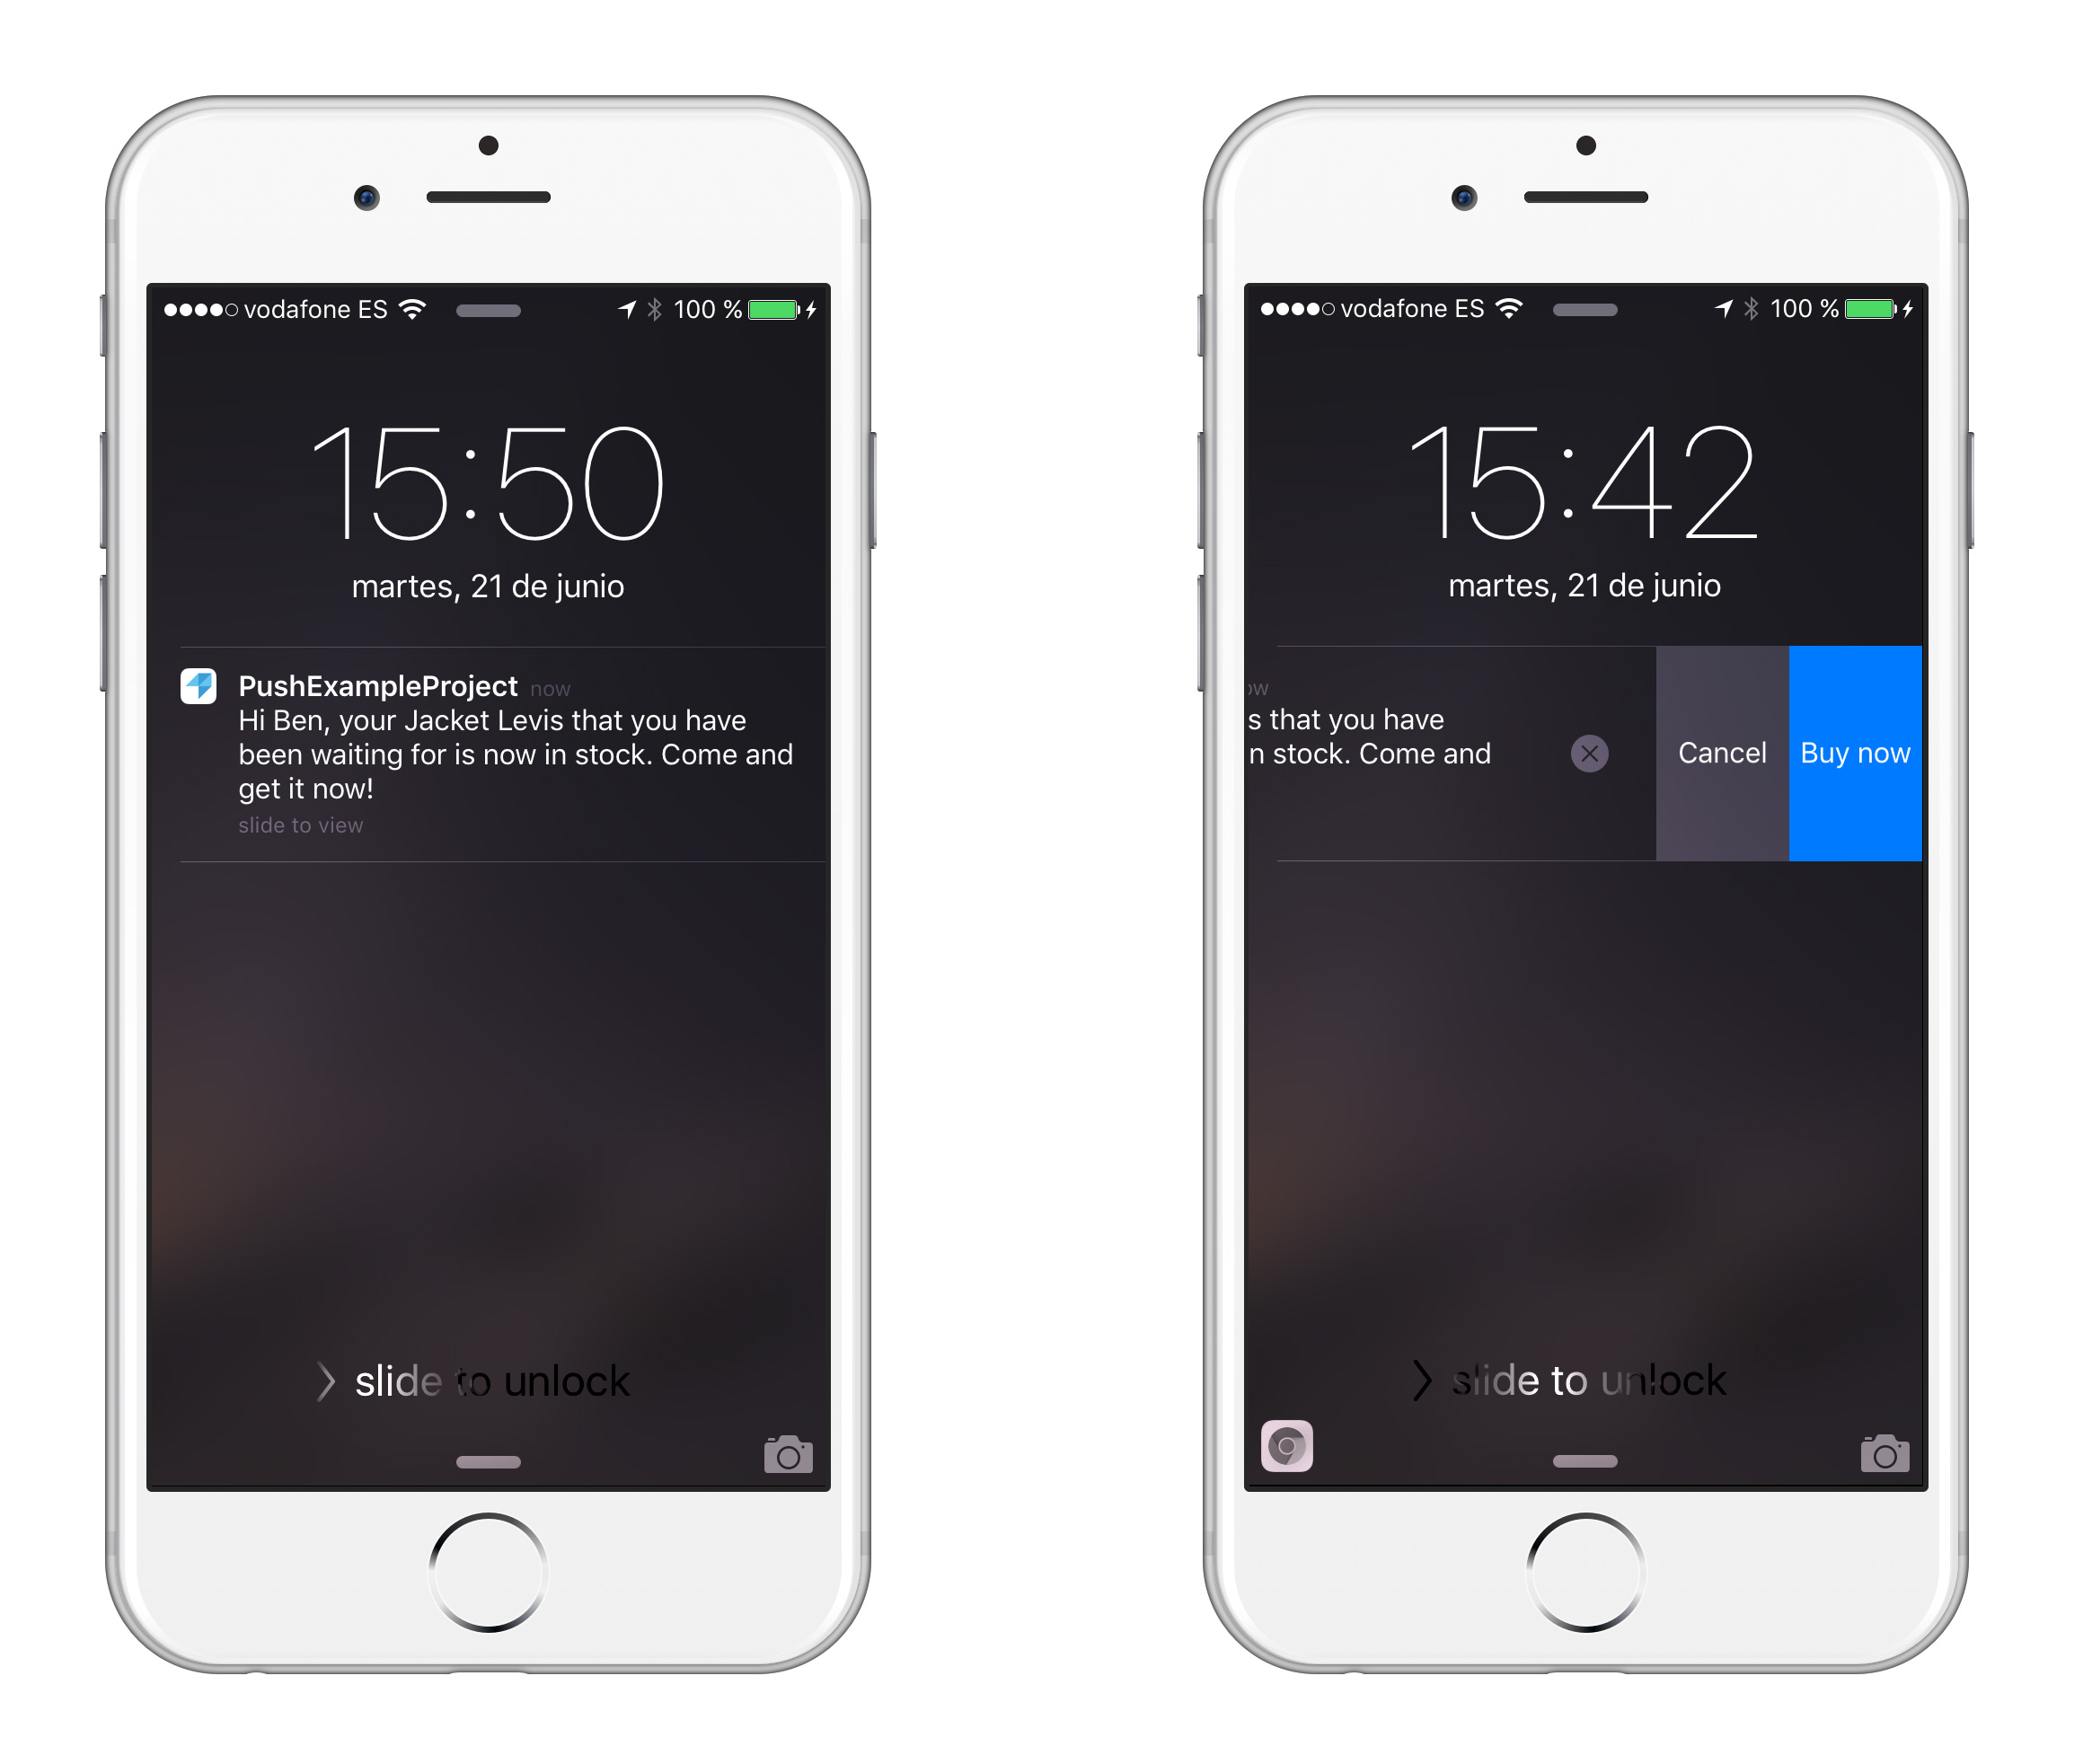 vodafone ES 100 %
15:50
martes, 21 de junio
PushExampleProject now
Hi Ben, your Jacket Levis that you have
been waiting for is now in stock. Come and
get it now!
slide to view
slide to unlock
vodafone ES 100 %
15:42
martes, 21 de junio
ow
s that you have
n stock. Come and
Cancel
Buy now
slide to unlock